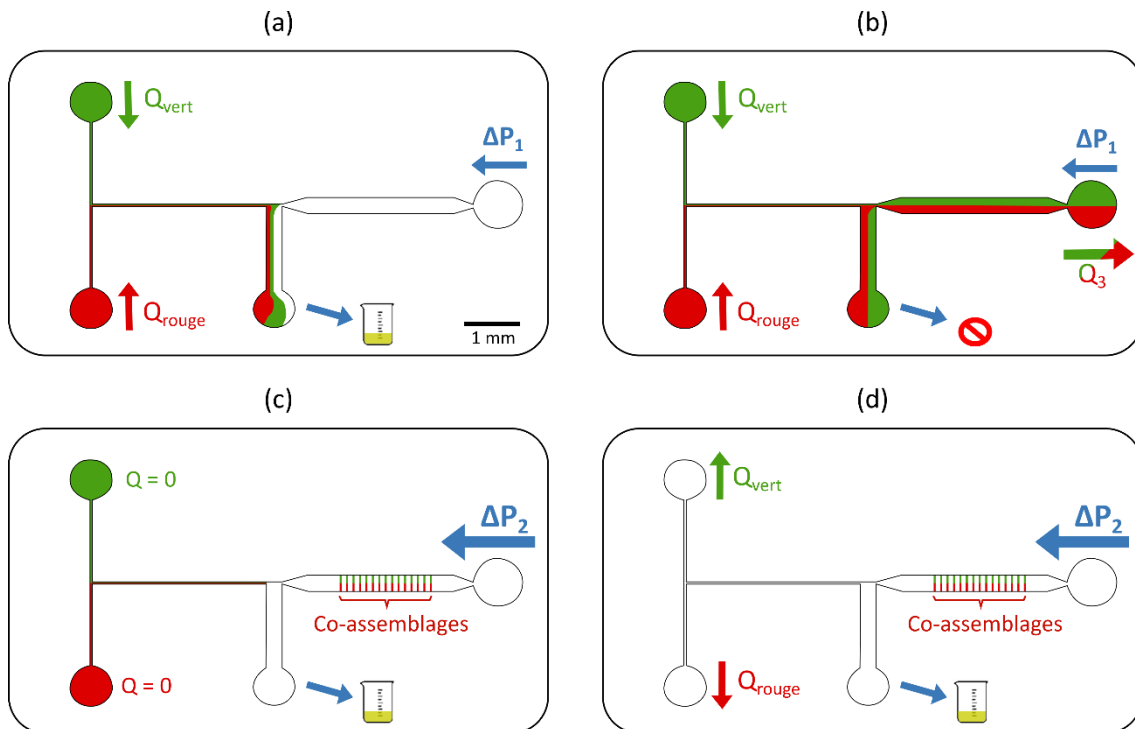 (a)
Qvert
ΔP1
Qrouge
1 mm
(b)
Qvert
ΔP1
Q3
Qrouge
(c)
Q = 0
ΔP2
Co-assemblages
Q = 0
(d)
Qvert
ΔP2
Co-assemblages
Qrouge